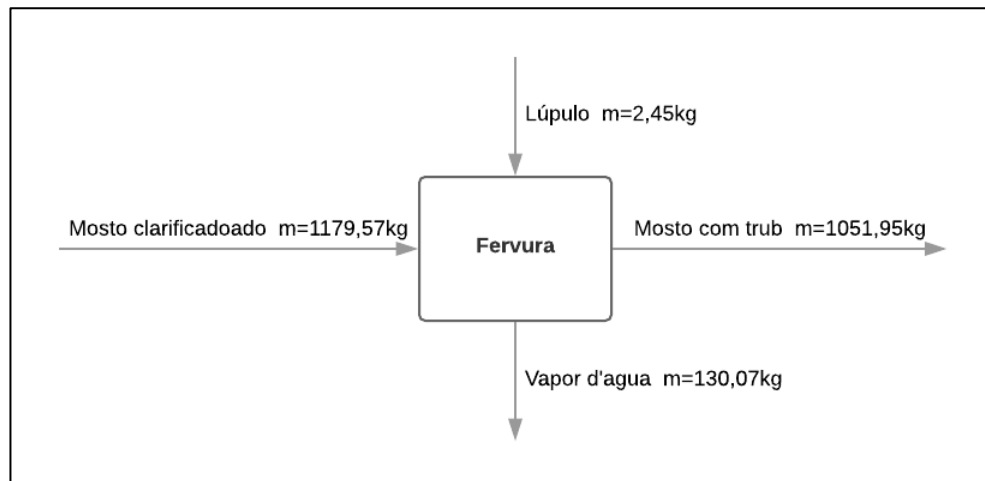 Lúpulo m=2,45kg
Mosto clarificadoado m=1179,57kg
Fervura
Mosto com trub m=1051,95kg
Vapor d'agua m=130,07kg